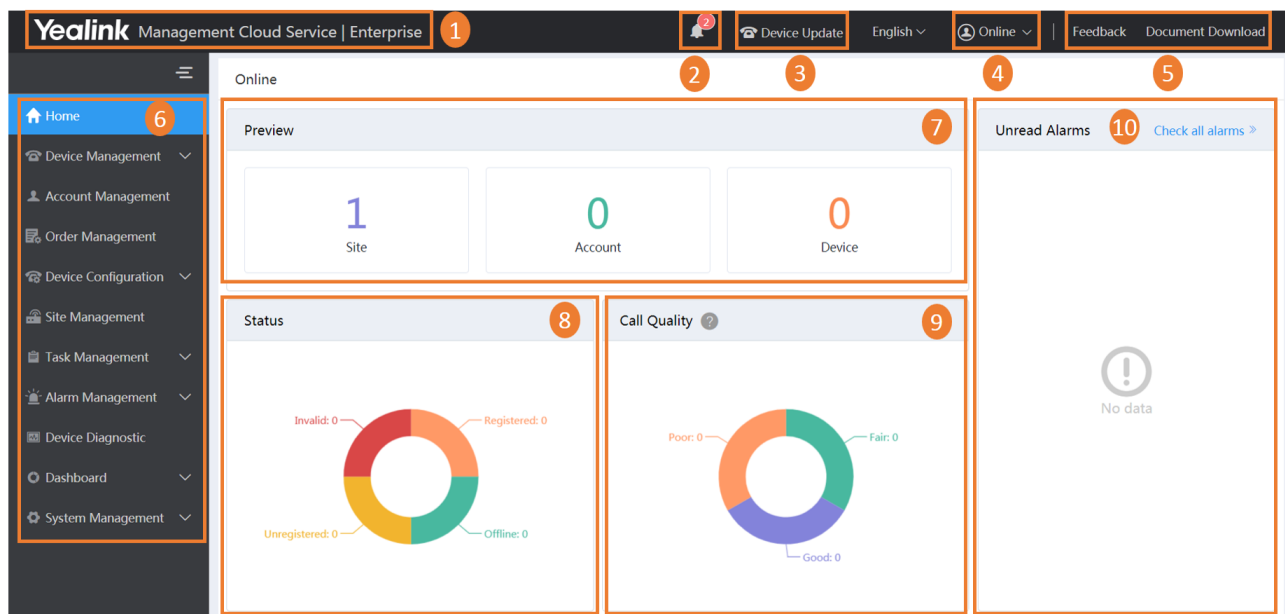 Yealink Management Cloud Service | Enterprise
1
2
2
Device Update
3
English
Online
4
Feedback
Document Download
5
Home
6
Device Management
Account Management
Order Management
Device Configuration
Site Management
Task Management
Alarm Management
Device Diagnostic
Dashboard
System Management
Online
Preview
7
1
Site
0
Account
0
Device
Status
8
Invalid: 0
Registered: 0
Unregistered: 0
Offline: 0
Call Quality ?
9
Poor: 0
Fair: 0
Good: 0
Unread Alarms
10
Check all alarms »
No data